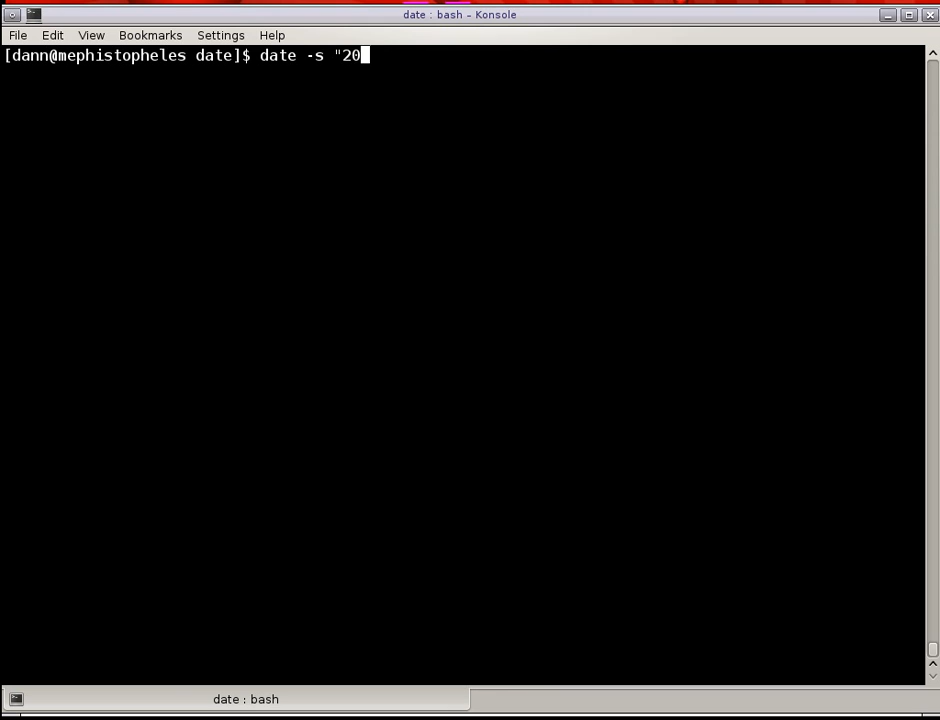 date : bash – Konsole
File Edit View Bookmarks Settings Help
[dann@mephistopheles date]$ date -s "20
date : bash